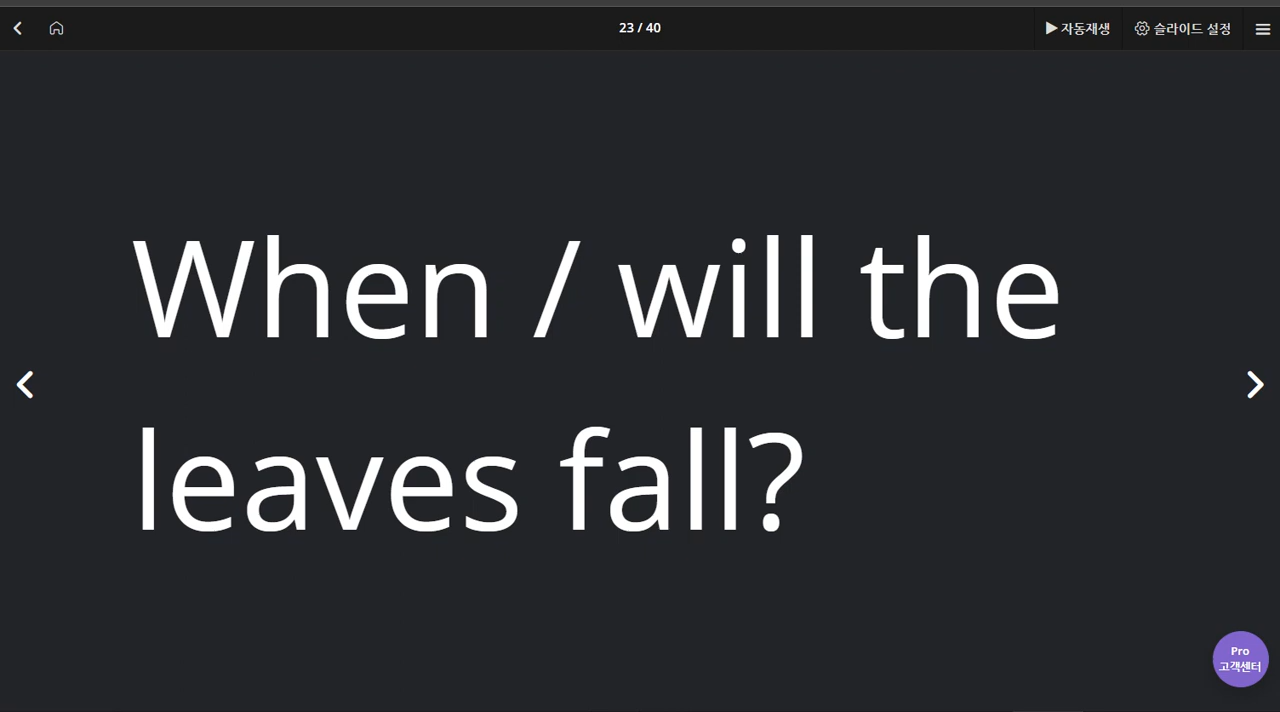 23 / 40
▶ 자동재생
슬라이드 설정
When / will the
leaves fall?
Pro
고객센터